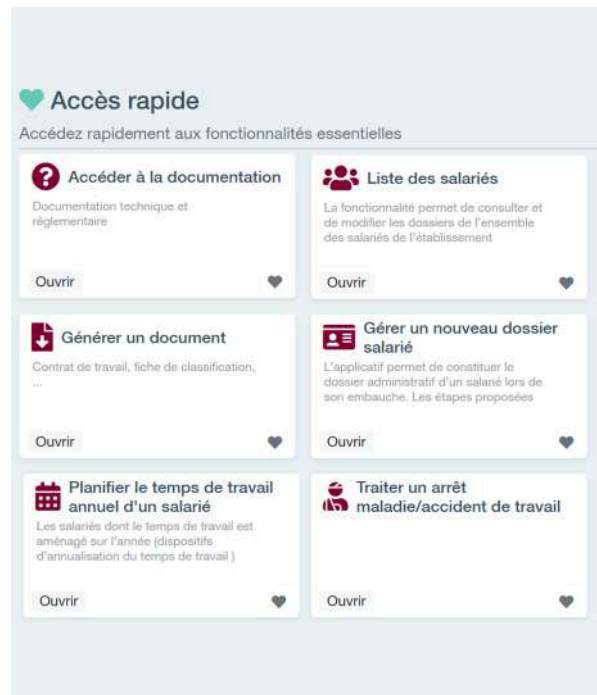 Accès rapide
Accédez rapidement aux fonctionnalités essentielles
Accéder à la documentation
Documentation technique et
règlementaire
Ouvrir
Liste des salariés
La fonctionnalité permet de consulter et
de modifier les dossiers de l'ensemble
des salariés de l'établissement
Ouvrir
Générer un document
Contrat de travail, fiche de classification,
...
Ouvrir
Gérer un nouveau dossier
salarié
L'applicatif permet de constituer le
dossier administratif d'un salarié lors de
son embauche. Les étapes proposées
Ouvrir
Planifier le temps de travail
annuel d'un salarié
Les salariés dont le temps de travail est
aménagé sur l'année (dispositifs
d'annualisation du temps de travail )
Ouvrir
Traiter un arrêt
maladie/accident de travail
Ouvrir